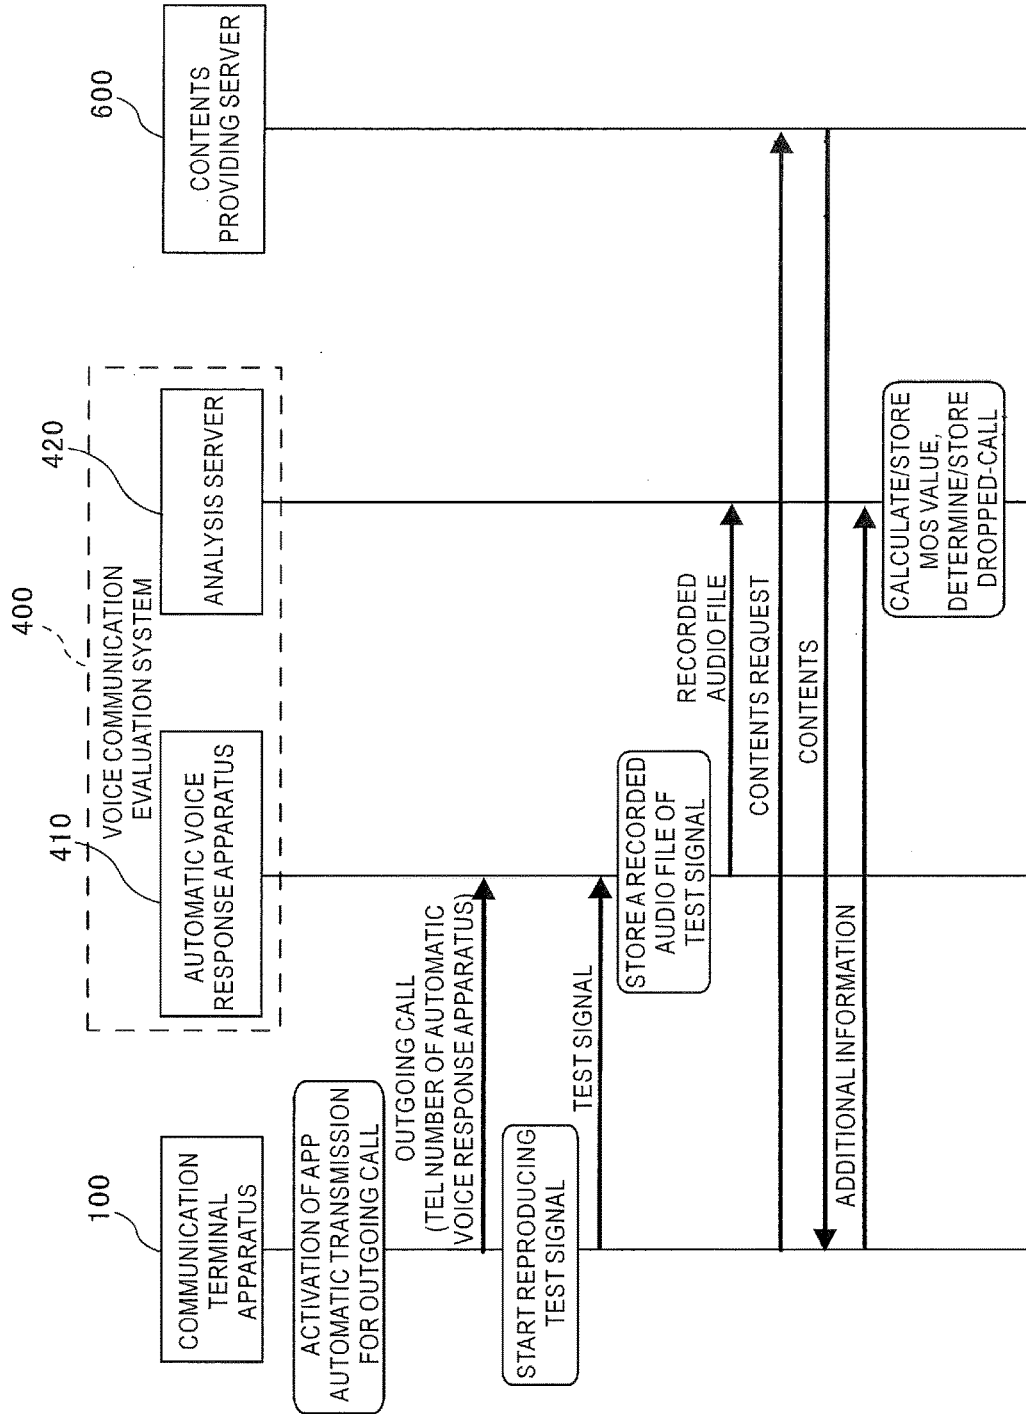 400
VOICE COMMUNICATION
EVALUATION SYSTEM
100
COMMUNICATION
TERMINAL
APPARATUS
410
AUTOMATIC VOICE
RESPONSE APPARATUS
420
ANALYSIS SERVER
600
CONTENTS
PROVIDING SERVER
ACTIVATION OF APP
AUTOMATIC TRANSMISSION
FOR OUTGOING CALL
OUTGOING CALL
(TEL NUMBER OF AUTOMATIC
VOICE RESPONSE APPARATUS)
START REPRODUCING
TEST SIGNAL
TEST SIGNAL
STORE A RECORDED
AUDIO FILE OF
TEST SIGNAL
RECORDED
AUDIO FILE
CONTENTS REQUEST
CONTENTS
ADDITIONAL INFORMATION
CALCULATE/STORE
MOS VALUE,
DETERMINE/STORE
DROPPED-CALL